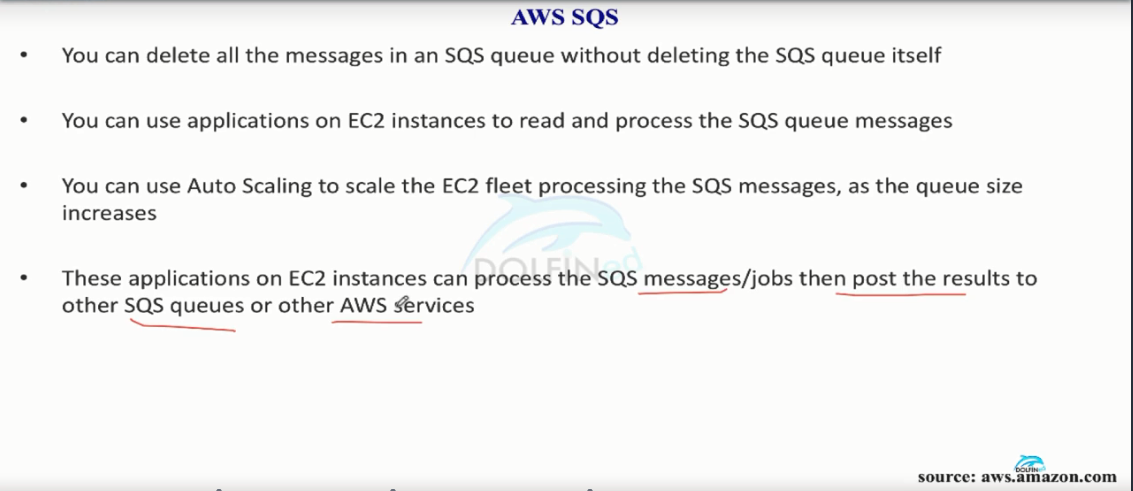 AWS SQS
• You can delete all the messages in an SQS queue without deleting the SQS queue itself
• You can use applications on EC2 instances to read and process the SQS queue messages
• You can use Auto Scaling to scale the EC2 fleet processing the SQS messages, as the queue size
increases
DOLFINed
• These applications on EC2 instances can process the SQS messages/jobs then post the results to
other SQS queues or other AWS services
DOLFINed
source: aws.amazon.com